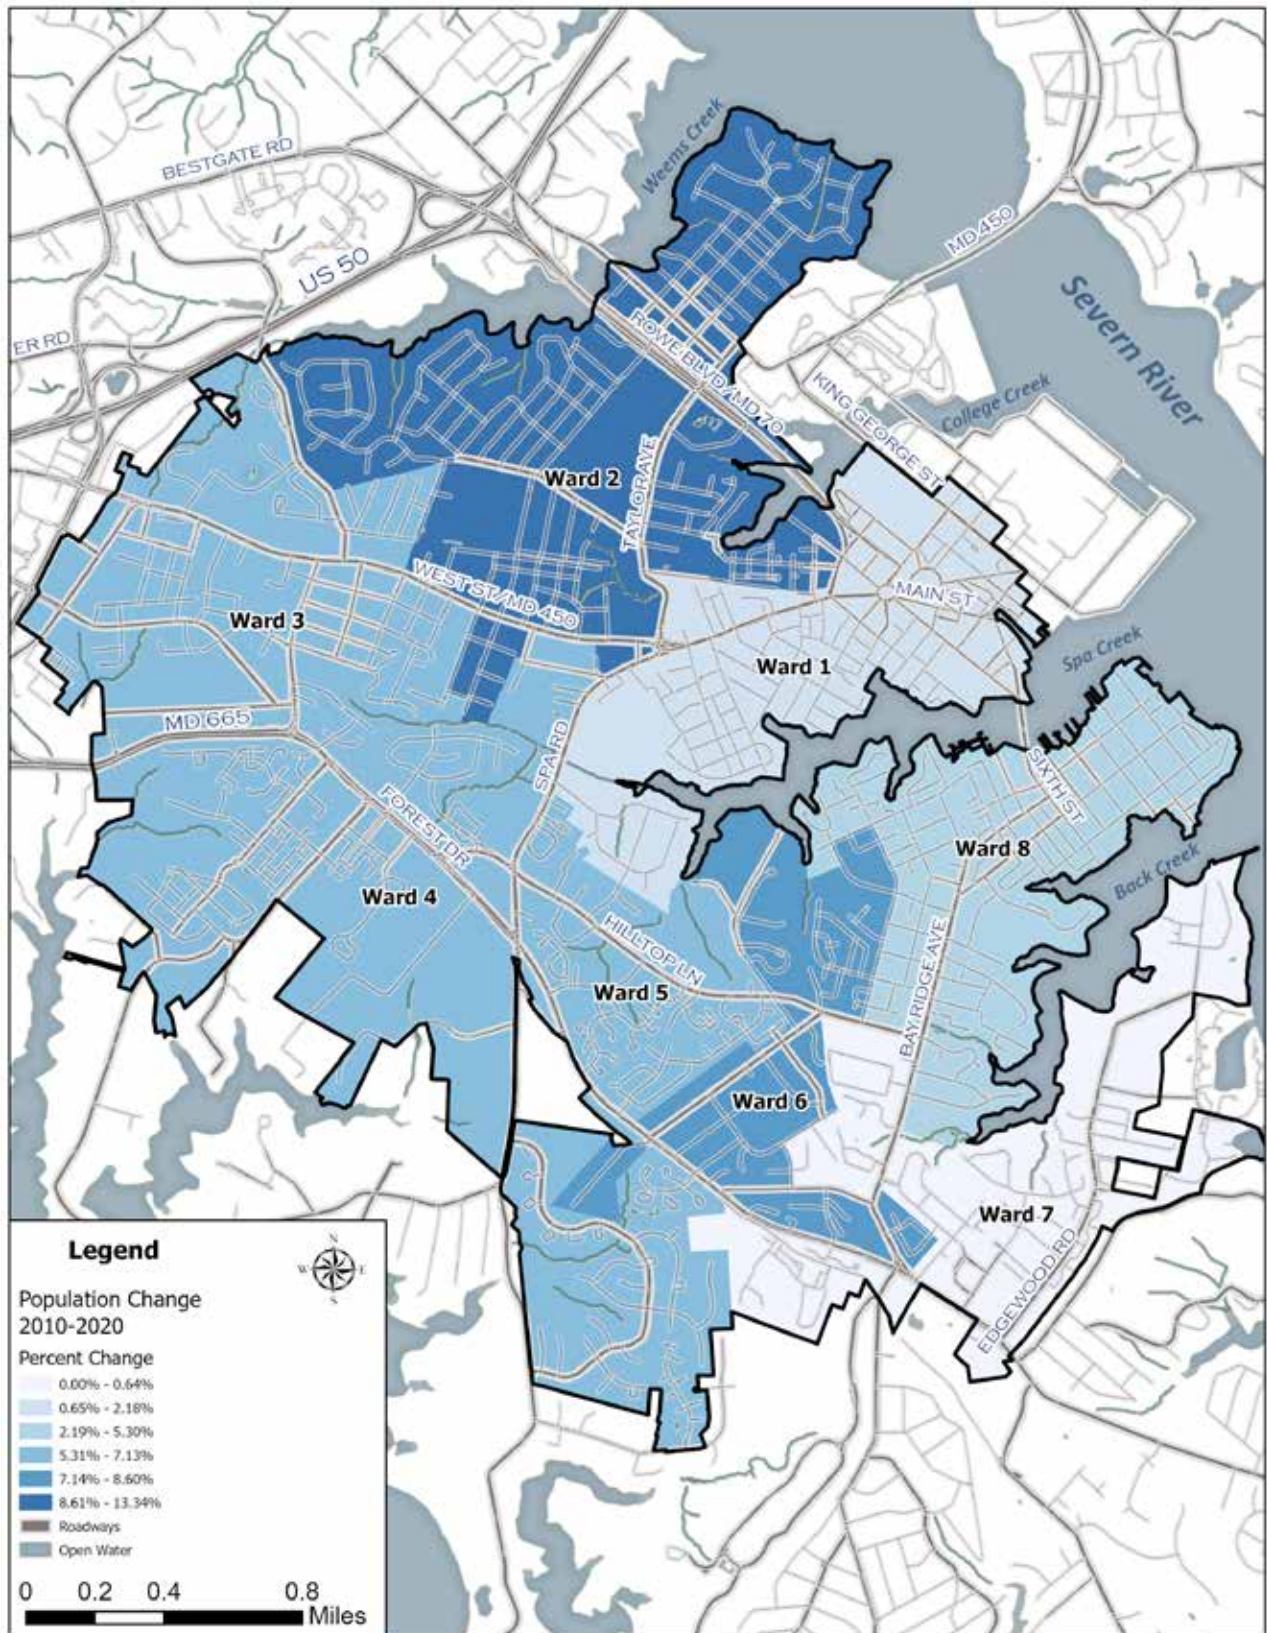 Weems Creek
BESTGATE RD
MD 450
US 50
Severn River
ER RD
ROWE BLVD/MD 70
KING GEORGE ST
College Creek
Ward 2
TAYLOR AVE
WEST ST/MD 450
MAIN ST
Ward 3
Spa Creek
Ward 1
MD 665
SPA RD
SIXTH ST
FOREST DR
Ward 8
Back Creek
Ward 4
HILLTOP LN
BAY RIDGE AVE
Ward 5
Ward 6
Ward 7
EDGEWOOD RD
Legend
N
W E
S
Population Change
2010-2020
Percent Change
0.00% - 0.64%
0.65% - 2.18%
2.19% - 5.30%
5.31% - 7.13%
7.14% - 8.60%
8.61% - 13.34%
Roadways
Open Water
0 0.2 0.4 0.8
Miles